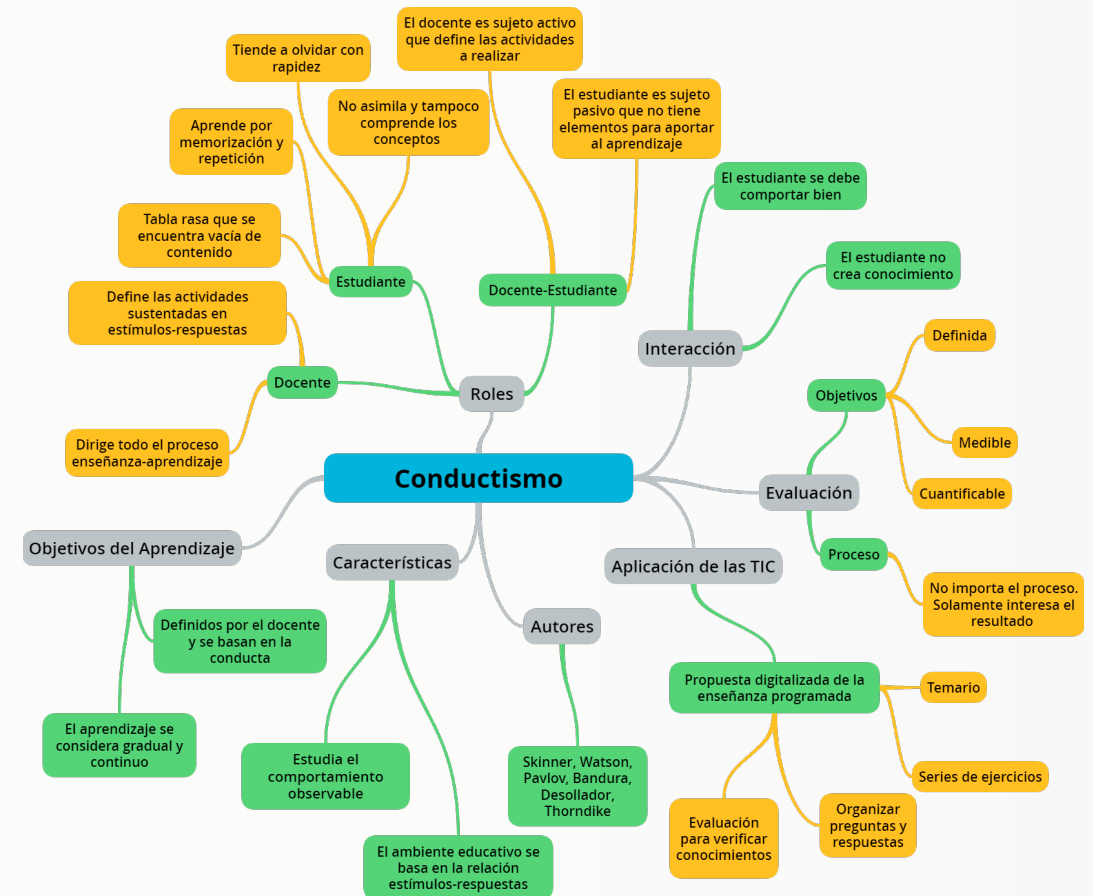 Conductismo
Roles
Estudiante
Tiende a olvidar con
rapidez
No asimila y tampoco
comprende los
conceptos
Aprende por
memorización y
repetición
Tabla rasa que se
encuentra vacía de
contenido
Docente-Estudiante
El docente es sujeto activo
que define las actividades
a realizar
El estudiante es sujeto
pasivo que no tiene
elementos para aportar
al aprendizaje
Docente
Define las actividades
sustentadas en
estímulos-respuestas
Dirige todo el proceso
enseñanza-aprendizaje
Interacción
El estudiante se debe
comportar bien
El estudiante no
crea conocimiento
Evaluación
Objetivos
Definida
Medible
Cuantificable
Proceso
No importa el proceso.
Solamente interesa el
resultado
Aplicación de las TIC
Propuesta digitalizada de la
enseñanza programada
Temario
Series de ejercicios
Organizar
preguntas y
respuestas
Evaluación
para verificar
conocimientos
Autores
Skinner, Watson,
Pavlov, Bandura,
Desollador,
Thorndike
Características
Estudia el
comportamiento
observable
El ambiente educativo se
basa en la relación
estímulos-respuestas
Objetivos del Aprendizaje
Definidos por el docente
y se basan en la
conducta
El aprendizaje se
considera gradual y
continuo